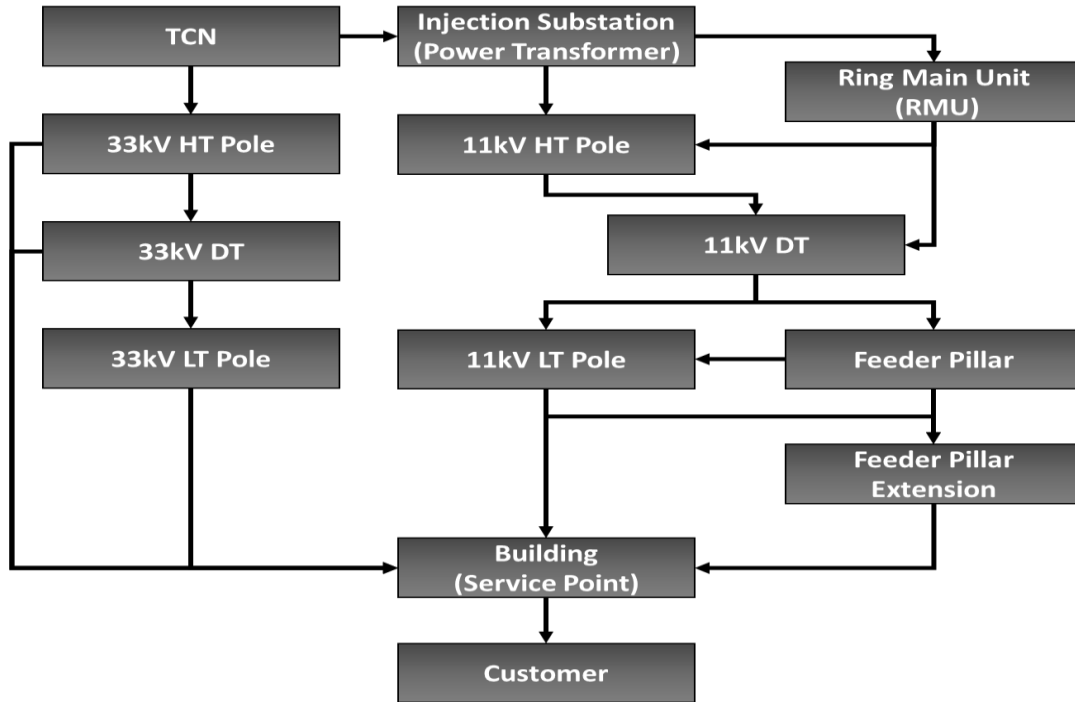 TCN
Injection Substation
(Power Transformer)
Ring Main Unit
(RMU)
33kV HT Pole
11kV HT Pole
33kV DT
11kV DT
33kV LT Pole
11kV LT Pole
Feeder Pillar
Feeder Pillar
Extension
Building
(Service Point)
Customer